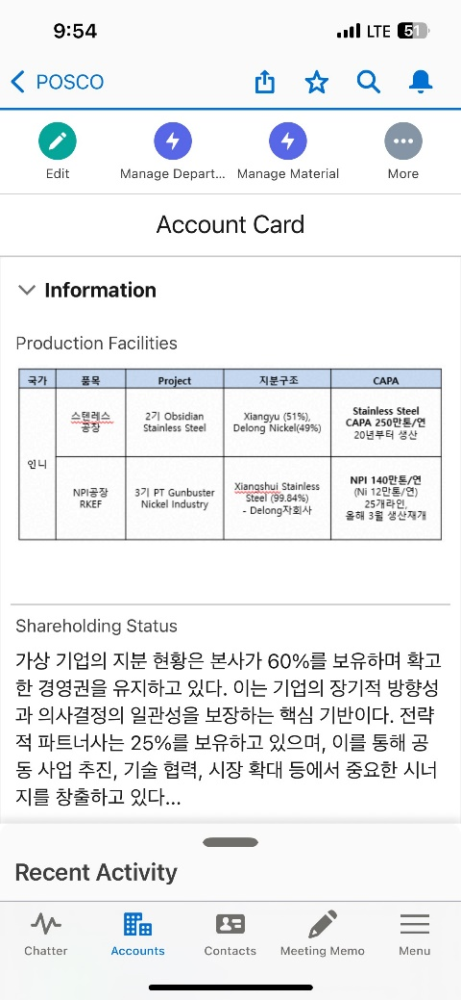 9:54
LTE 51
POSCO
Edit
Manage Depart...
Manage Material
More
Account Card
Information
Production Facilities
국가 품목 Project 지분구조 CAPA
인니
스텐레스
공장
2기 Obsidian
Stainless Steel
Xiangyu (51%),
Delong Nickel(49%)
Stainless Steel
CAPA 250만톤/연
20년부터 생산
NPI공장
RKEF
3기 PT Gunbuster
Nickel Industry
Xiangshui Stainless
Steel (99.84%)
- Delong자회사
NPI 140만톤/연
(Ni 12만톤/연)
25개라인,
올해 3월 생산재개
Shareholding Status
가상 기업의 지분 현황은 본사가 60%를 보유하며 확고
한 경영권을 유지하고 있다. 이는 기업의 장기적 방향성
과 의사결정의 일관성을 보장하는 핵심 기반이다. 전략
적 파트너사는 25%를 보유하고 있으며, 이를 통해 공
동 사업 추진, 기술 협력, 시장 확대 등에서 중요한 시너
지를 창출하고 있다...
Recent Activity
Chatter
Accounts
Contacts
Meeting Memo
Menu